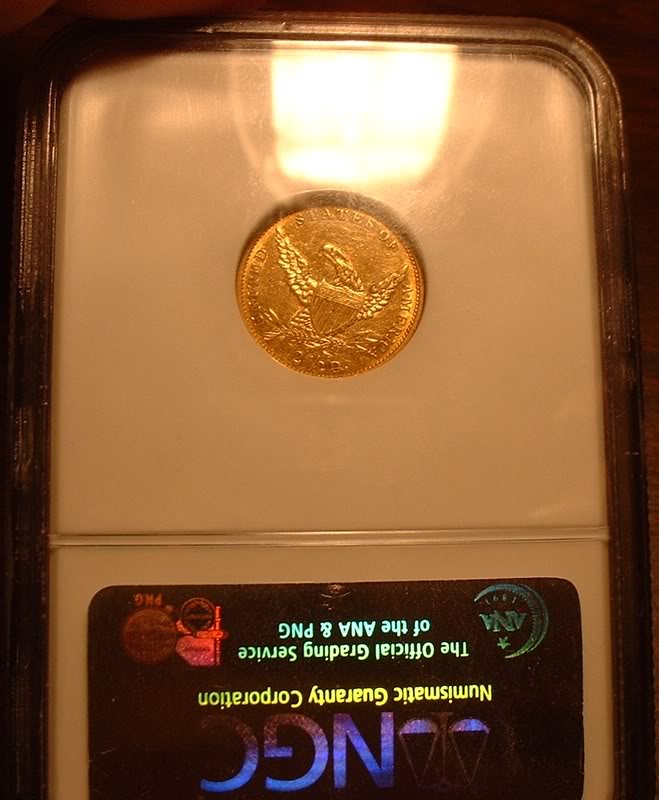 UNITED STATES OF AMERICA
2 1/2 D.
NGC
Numismatic Guaranty Corporation
The Official Grading Service
of the ANA & PNG
ANA
1891
PNG